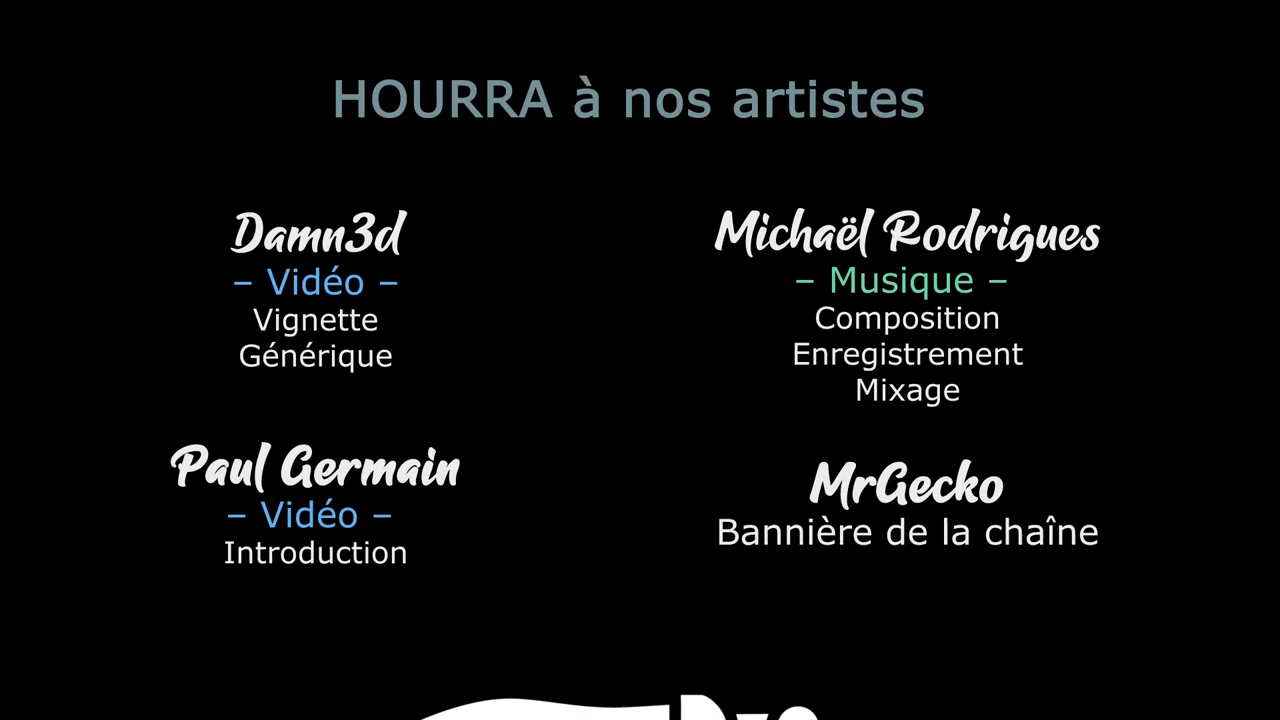 HOURRA à nos artistes
Damn3d
– Vidéo –
Vignette
Générique
Michaël Rodrigues
– Musique –
Composition
Enregistrement
Mixage
Paul Germain
– Vidéo –
Introduction
MrGecko
Bannière de la chaîne